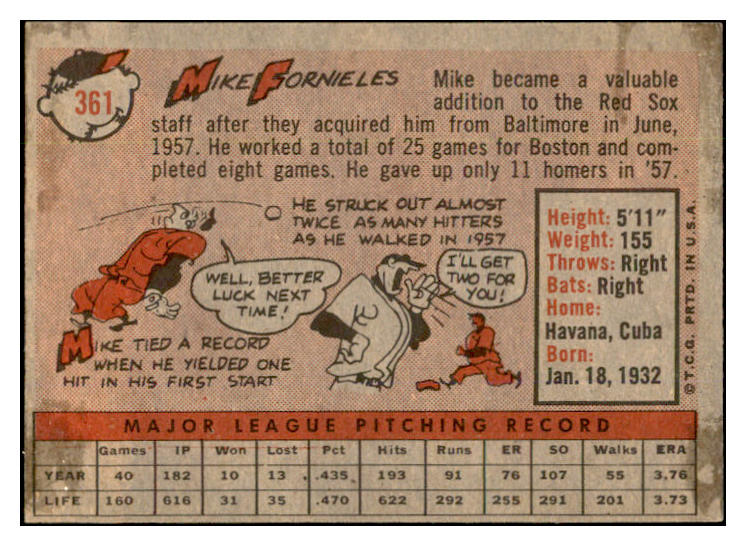 361
MIKE FORNIELES
Mike became a valuable
addition to the Red Sox
staff after they acquired him from Baltimore in June,
1957. He worked a total of 25 games for Boston and com-
pleted eight games. He gave up only 11 homers in '57.
HE STRUCK OUT ALMOST
TWICE AS MANY HITTERS
AS HE WALKED IN 1957
WELL, BETTER
LUCK NEXT
TIME!
I'LL GET
TWO FOR
YOU!
MIKE TIED A RECORD
WHEN HE YIELDED ONE
HIT IN HIS FIRST START
Height: 5'11"
Weight: 155
Throws: Right
Bats: Right
Home:
Havana, Cuba
Born:
Jan. 18, 1932
© T.C.G. PRTD. IN U.S.A.
MAJOR LEAGUE PITCHING RECORD
Games IP Won Lost Pct Hits Runs ER SO Walks ERA
YEAR 40 182 10 13 .435 193 91 76 107 55 3.76
LIFE 160 616 31 35 .470 622 292 255 291 201 3.73